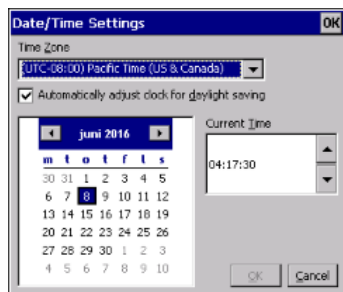 Date/Time Settings OK
Time Zone
(UTC-08:00) Pacific Time (US & Canada)
Automatically adjust clock for daylight saving
juni 2016
m t o t f l s
30 31 1 2 3 4 5
6 7 8 9 10 11 12
13 14 15 16 17 18 19
20 21 22 23 24 25 26
27 28 29 30 1 2 3
4 5 6 7 8 9 10
Current Time
04:17:30
OK Cancel